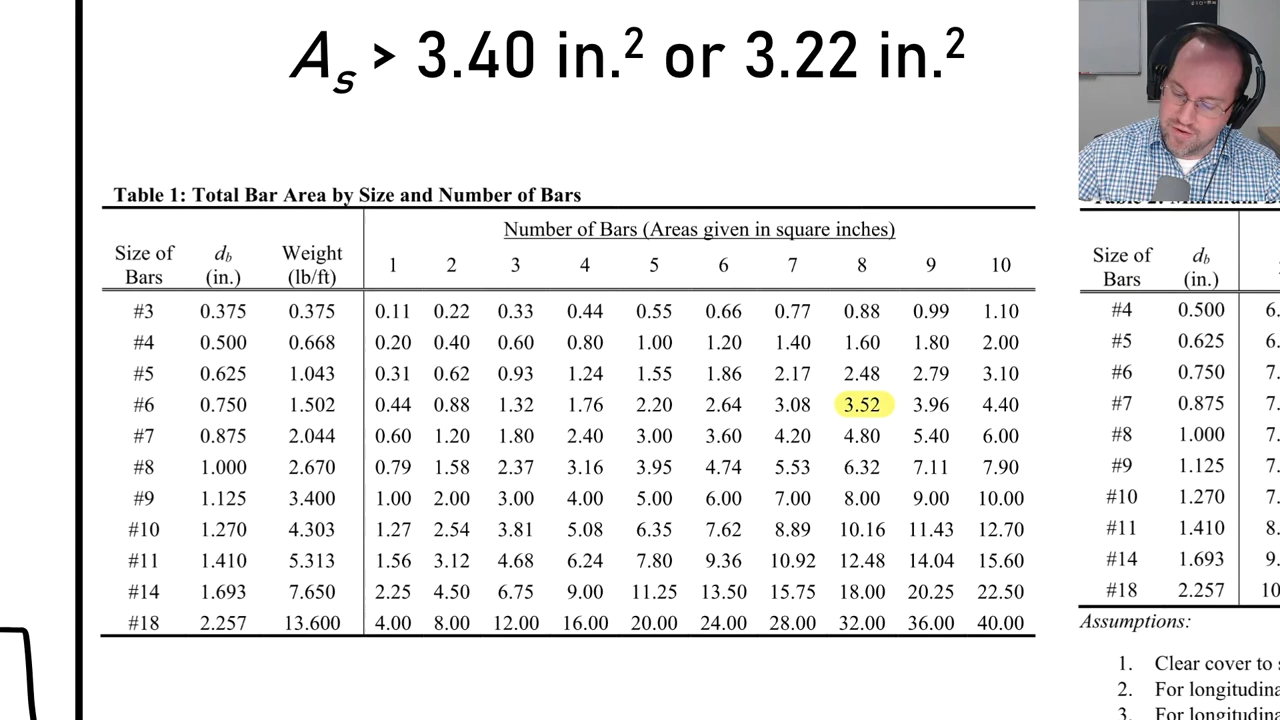 As > 3.40 in.² or 3.22 in.²
Table 1: Total Bar Area by Size and Number of Bars
Number of Bars (Areas given in square inches)
Size of Bars db (in.) Weight (lb/ft) 1 2 3 4 5 6 7 8 9 10
#3 0.375 0.375 0.11 0.22 0.33 0.44 0.55 0.66 0.77 0.88 0.99 1.10
#4 0.500 0.668 0.20 0.40 0.60 0.80 1.00 1.20 1.40 1.60 1.80 2.00
#5 0.625 1.043 0.31 0.62 0.93 1.24 1.55 1.86 2.17 2.48 2.79 3.10
#6 0.750 1.502 0.44 0.88 1.32 1.76 2.20 2.64 3.08 3.52 3.96 4.40
#7 0.875 2.044 0.60 1.20 1.80 2.40 3.00 3.60 4.20 4.80 5.40 6.00
#8 1.000 2.670 0.79 1.58 2.37 3.16 3.95 4.74 5.53 6.32 7.11 7.90
#9 1.125 3.400 1.00 2.00 3.00 4.00 5.00 6.00 7.00 8.00 9.00 10.00
#10 1.270 4.303 1.27 2.54 3.81 5.08 6.35 7.62 8.89 10.16 11.43 12.70
#11 1.410 5.313 1.56 3.12 4.68 6.24 7.80 9.36 10.92 12.48 14.04 15.60
#14 1.693 7.650 2.25 4.50 6.75 9.00 11.25 13.50 15.75 18.00 20.25 22.50
#18 2.257 13.600 4.00 8.00 12.00 16.00 20.00 24.00 28.00 32.00 36.00 40.00
Size of Bars db (in.)
#4 0.500 6.
#5 0.625 6.
#6 0.750 7.
#7 0.875 7.
#8 1.000 7.
#9 1.125 7.
#10 1.270 7.
#11 1.410 8.
#14 1.693 9.
#18 2.257 10
Assumptions:
1. Clear cover to
2. For longitudina
3. For longitudina